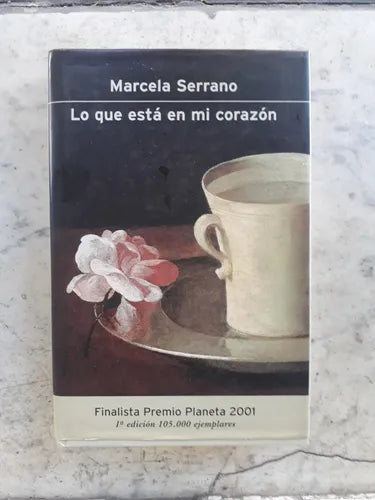 Marcela Serrano
Lo que está en mi corazón
Finalista Premio Planeta 2001
1ª edición 105.000 ejemplares